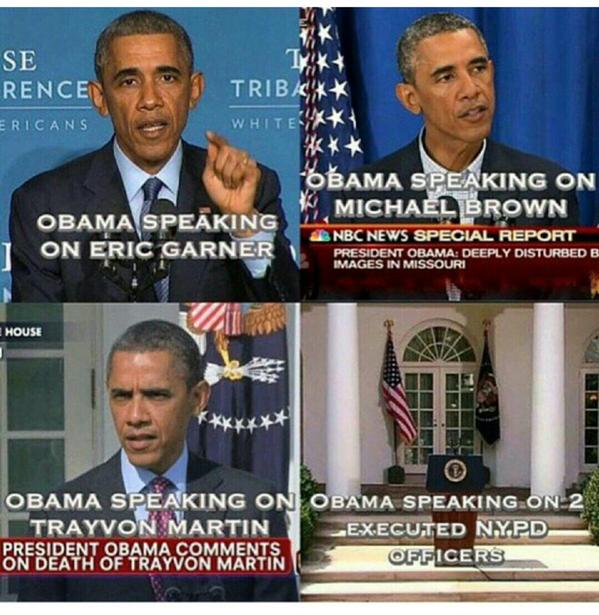 SE
RENCE
ERICANS
TRIBA
WHITE
OBAMA SPEAKING
ON ERIC GARNER
OBAMA SPEAKING ON
MICHAEL BROWN
NBC NEWS SPECIAL REPORT
PRESIDENT OBAMA: DEEPLY DISTURBED B
IMAGES IN MISSOURI
HOUSE
OBAMA SPEAKING ON
TRAYVON MARTIN
PRESIDENT OBAMA COMMENTS
ON DEATH OF TRAYVON MARTIN
OBAMA SPEAKING ON 2
EXECUTED NYPD
OFFICERS